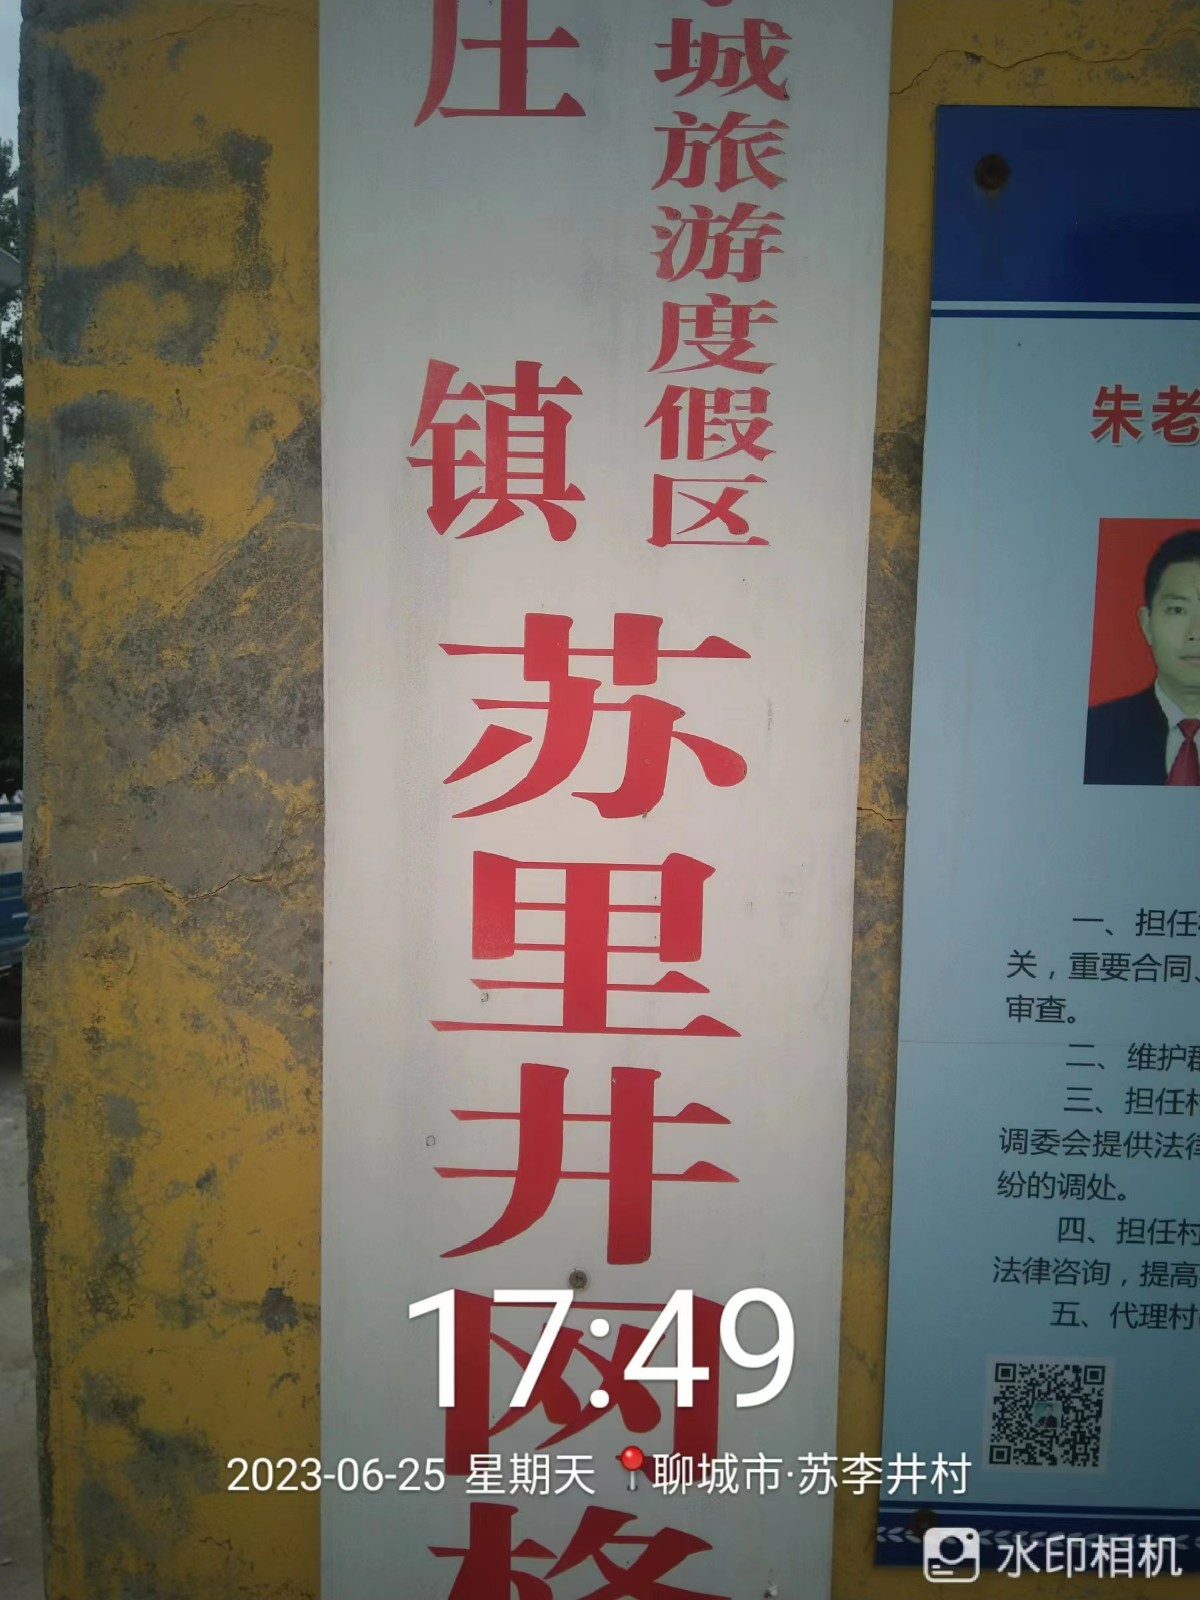 城旅游度假区
庄镇
苏里井网格
朱老
一、担任
关，重要合同、
审查。
二、维护群
三、担任村
调委会提供法律
纷的调处。
四、担任村
法律咨询，提高
五、代理村
17:49
2023-06-25 星期天 聊城市·苏李井村
水印相机